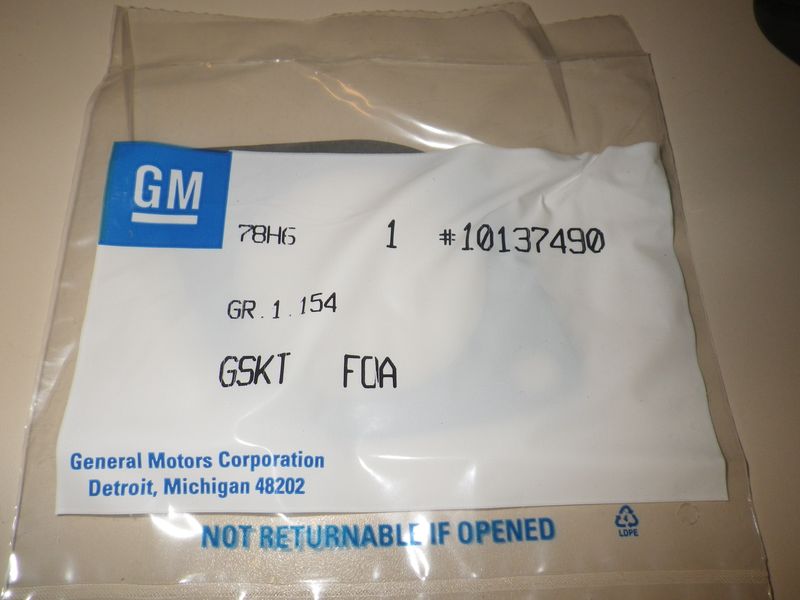 GM
78H6 1 #10137490
GR.1.154
GSKT FOA
General Motors Corporation
Detroit, Michigan 48202
NOT RETURNABLE IF OPENED
4
LDPE